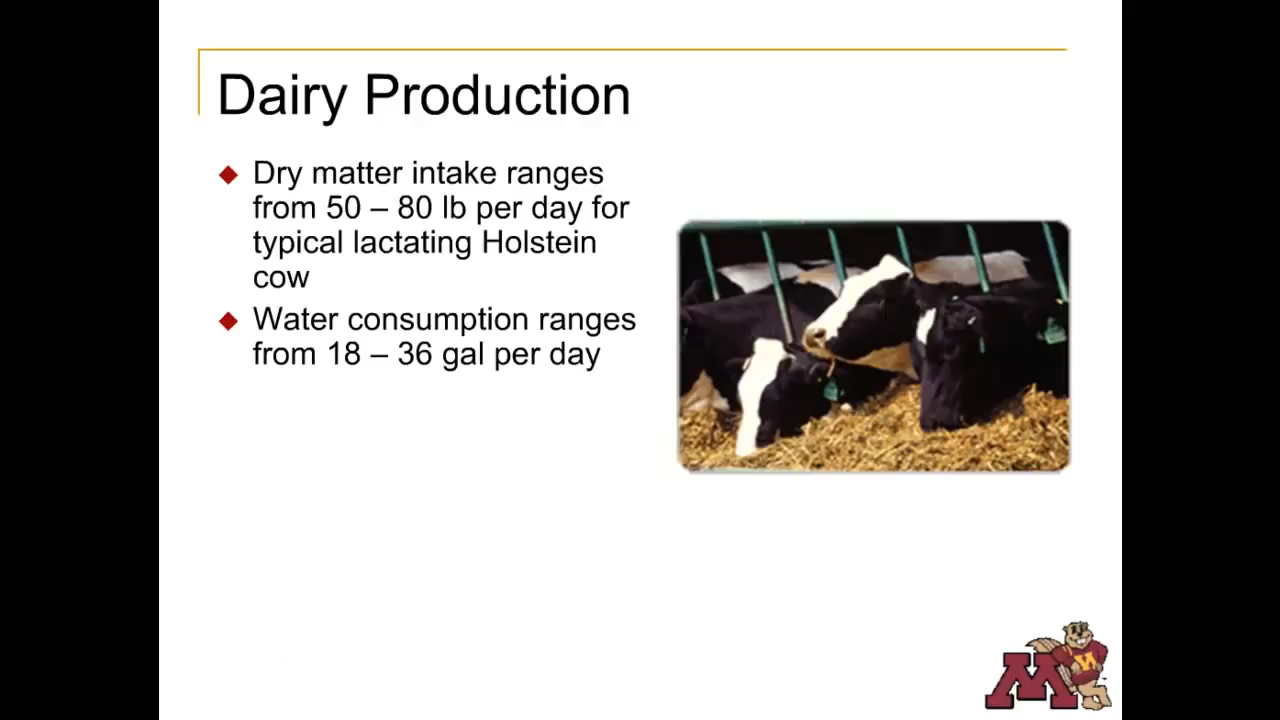 Dairy Production
◆ Dry matter intake ranges
from 50 – 80 lb per day for
typical lactating Holstein
cow
◆ Water consumption ranges
from 18 – 36 gal per day
M